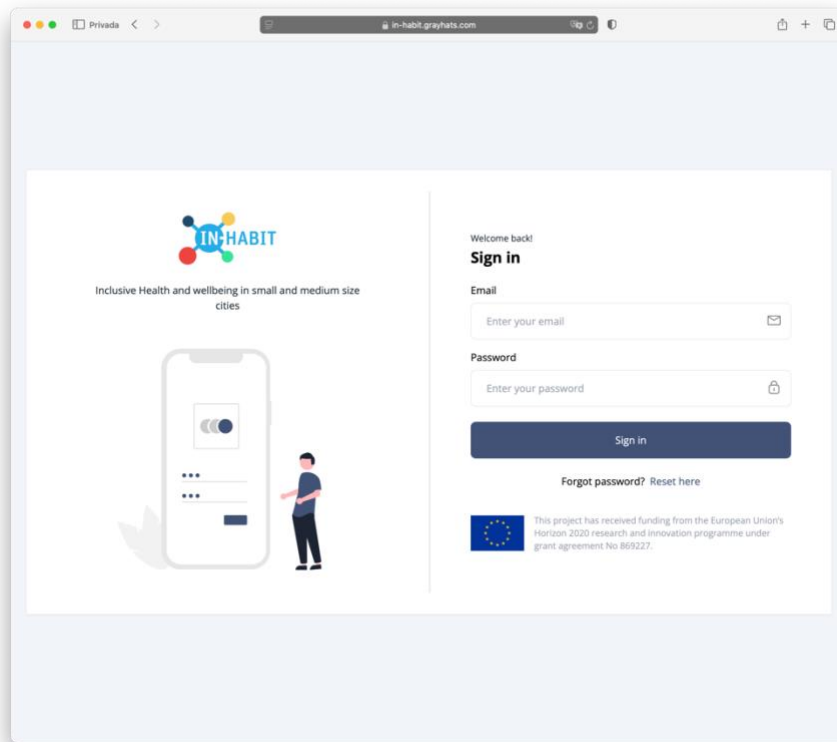 Privada
in-habit.grayhats.com
IN-HABIT
Inclusive Health and wellbeing in small and medium size
cities
Welcome back!
Sign in
Email
Enter your email
Password
Enter your password
Sign in
Forgot password? Reset here
This project has received funding from the European Union's
Horizon 2020 research and innovation programme under
grant agreement No 869227.